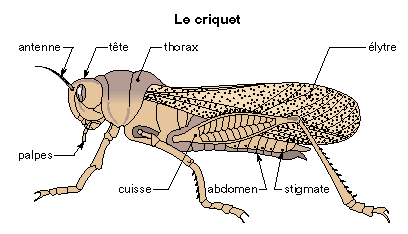 Le criquet
antenne
tête
thorax
élytre
palpes
cuisse
abdomen
stigmate